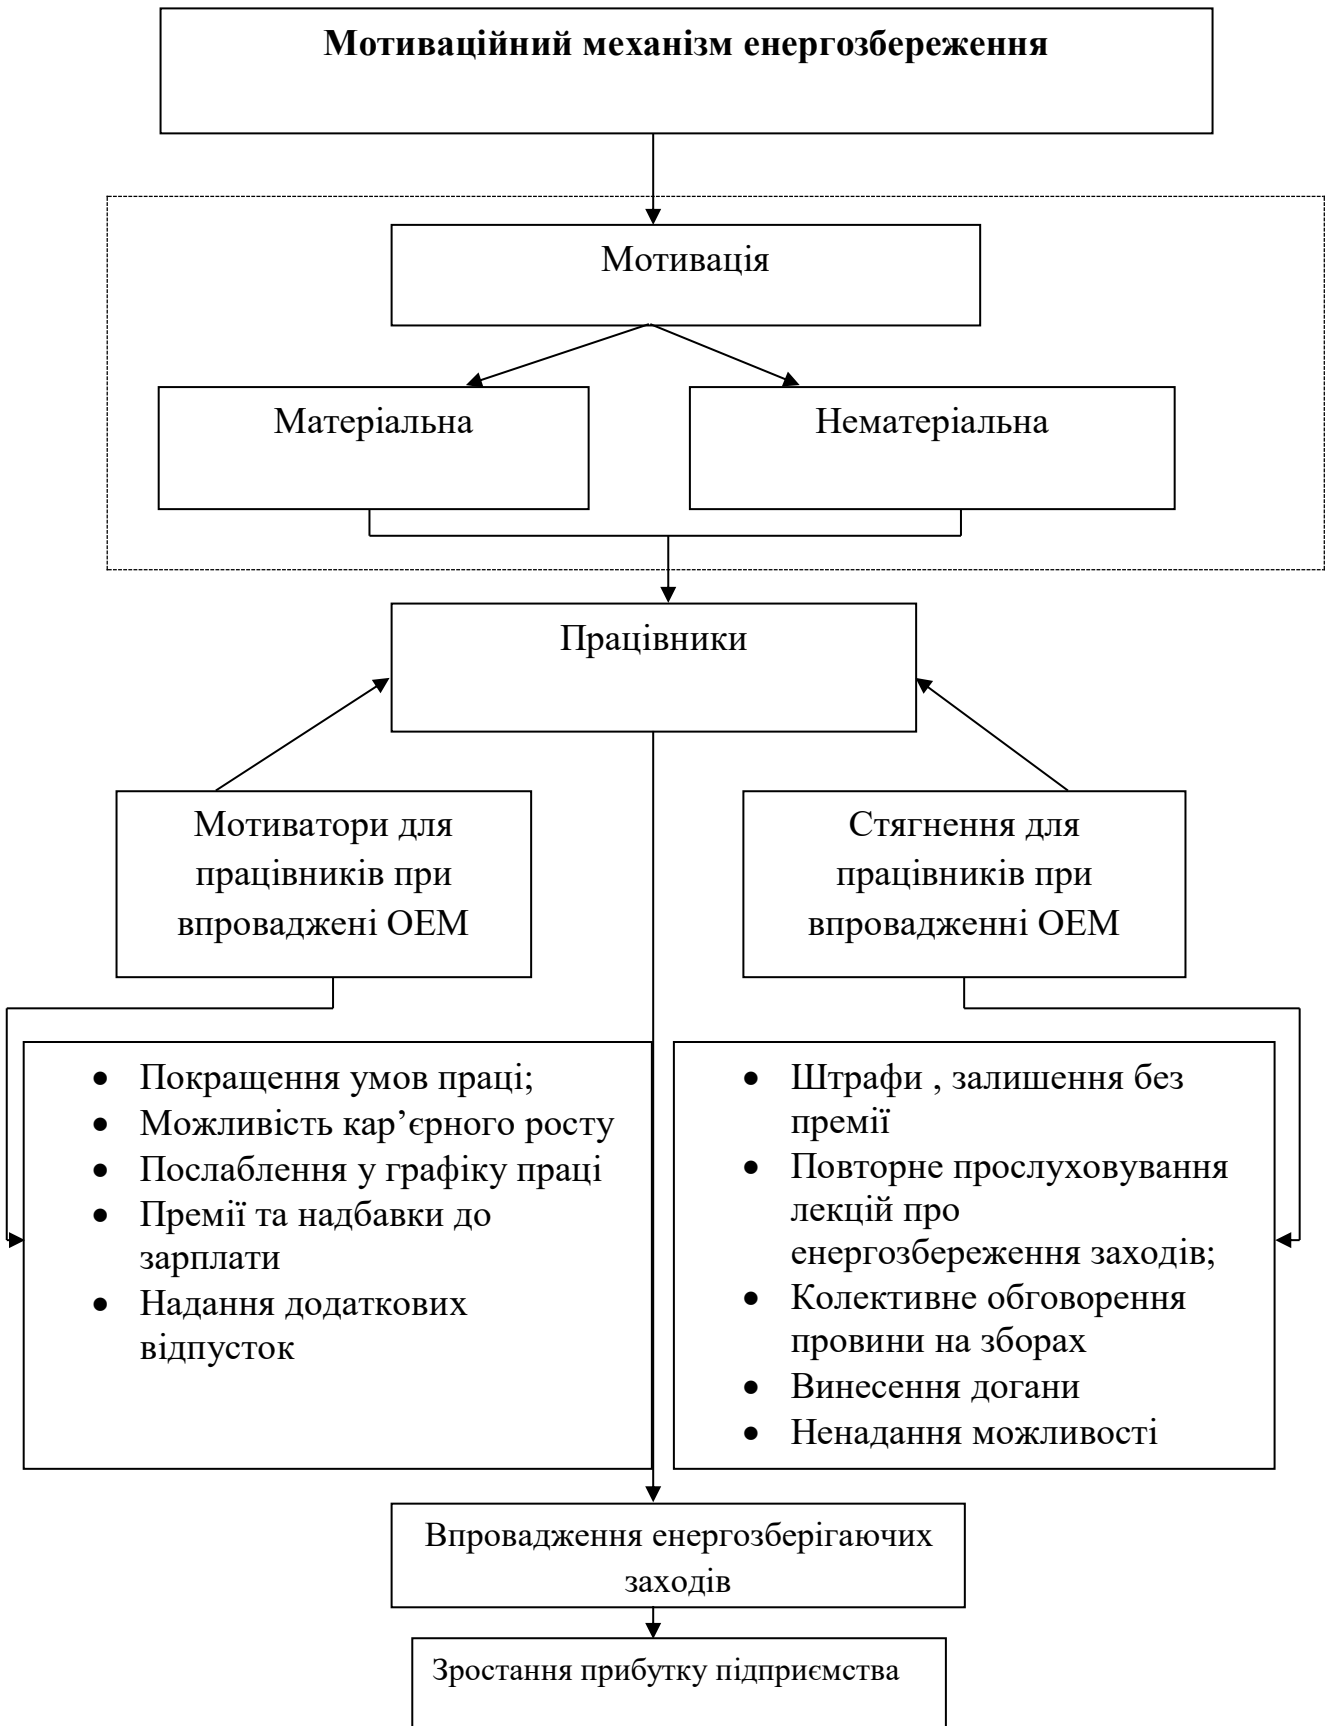 Мотиваційний механізм енергозбереження
Мотивація
Матеріальна
Нематеріальна
Працівники
Мотиватори для
працівників при
впроваджені ОЕМ
Стягнення для
працівників при
впровадженні ОЕМ
• Покращення умов праці;
• Можливість кар’єрного росту
• Послаблення у графіку праці
• Премії та надбавки до
зарплати
• Надання додаткових
відпусток
• Штрафи , залишення без
премії
• Повторне прослуховування
лекцій про
енергозбереження заходів;
• Колективне обговорення
провини на зборах
• Винесення догани
• Ненадання можливості
Впровадження енергозберігаючих
заходів
Зростання прибутку підприємства